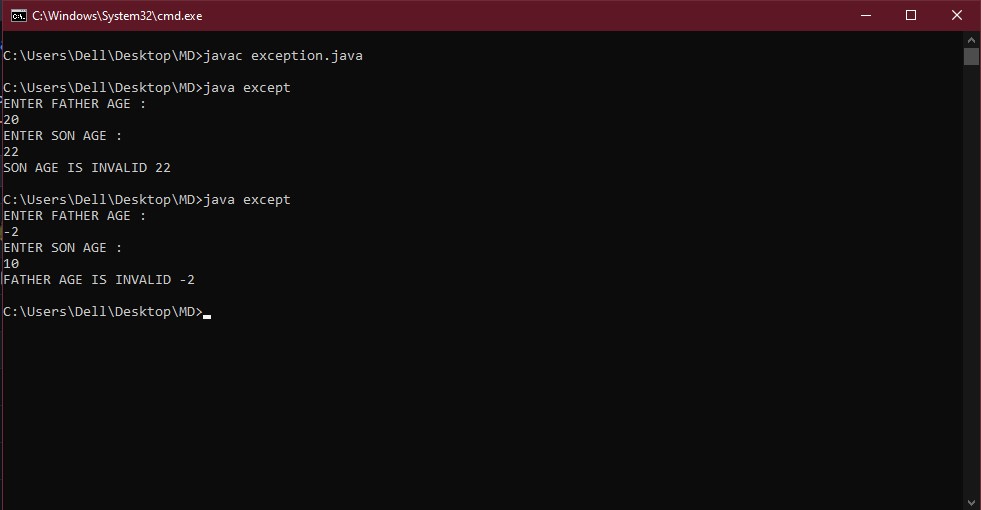 C:\Windows\System32\cmd.exe
C:\Users\Dell\Desktop\MD>javac exception.java
C:\Users\Dell\Desktop\MD>java except
ENTER FATHER AGE :
20
ENTER SON AGE :
22
SON AGE IS INVALID 22
C:\Users\Dell\Desktop\MD>java except
ENTER FATHER AGE :
-2
ENTER SON AGE :
10
FATHER AGE IS INVALID -2
C:\Users\Dell\Desktop\MD>